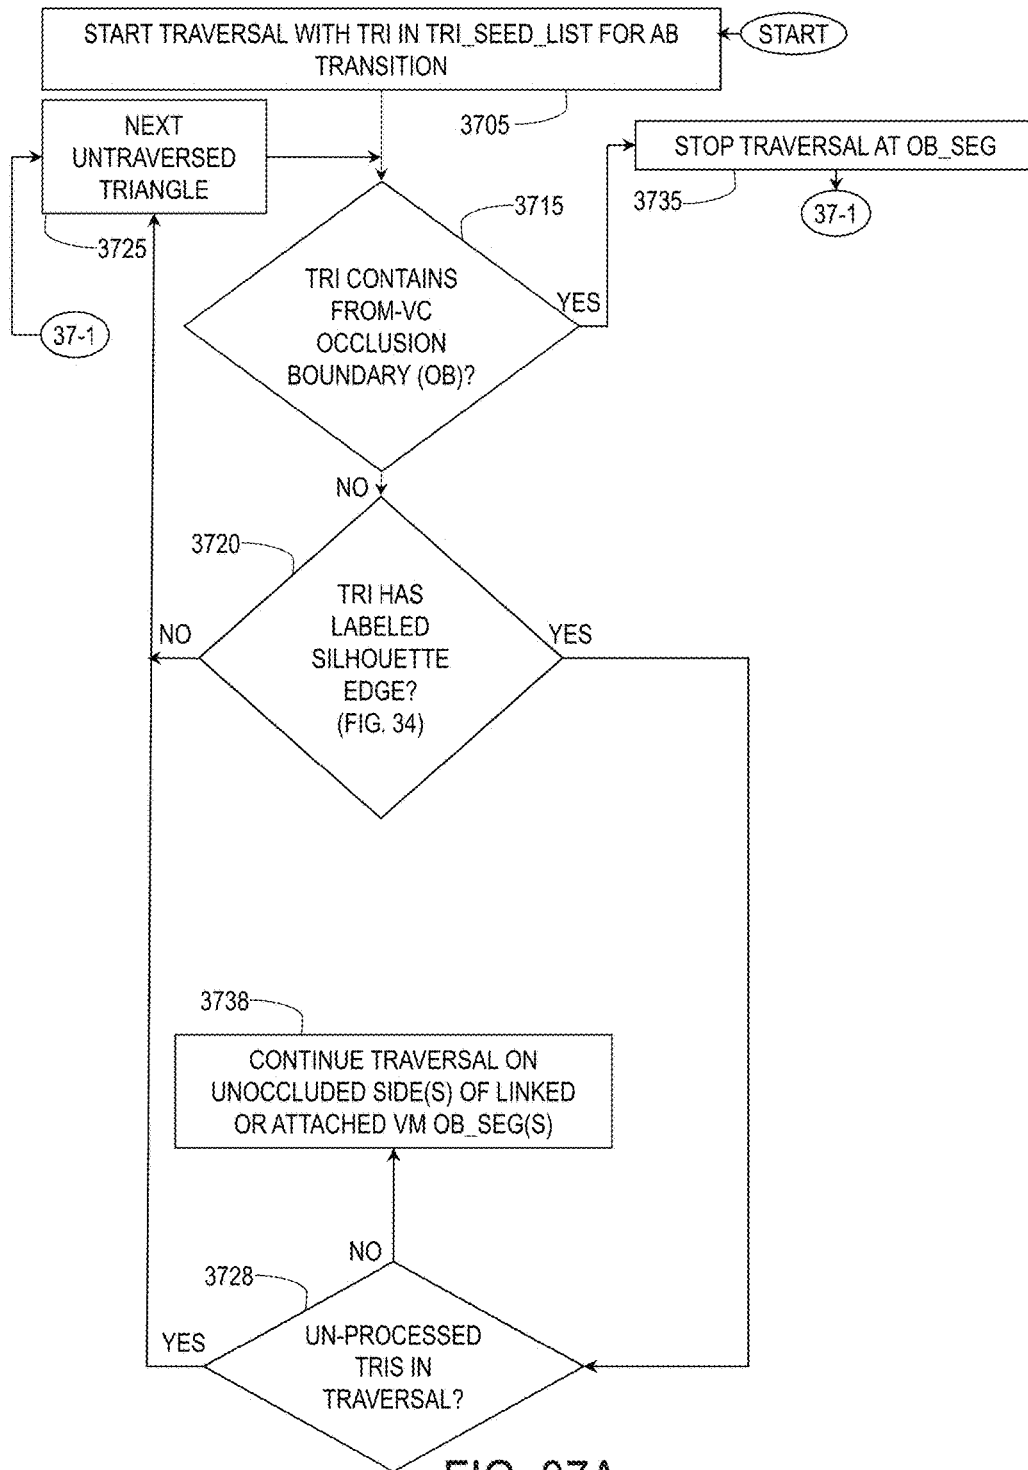 START TRAVERSAL WITH TRI IN TRI_SEED_LIST FOR AB
TRANSITION
START
3705
NEXT
UNTRAVERSED
TRIANGLE
3725
37-1
STOP TRAVERSAL AT OB_SEG
3735
37-1
3715
TRI CONTAINS
FROM-VC
OCCLUSION
BOUNDARY (OB)?
YES
NO
3720
TRI HAS
LABELED
SILHOUETTE
EDGE?
(FIG. 34)
NO
YES
3738
CONTINUE TRAVERSAL ON
UNOCCLUDED SIDE(S) OF LINKED
OR ATTACHED VM OB_SEG(S)
NO
3728
YES
UN-PROCESSED
TRIS IN
TRAVERSAL?
FIG. 37A